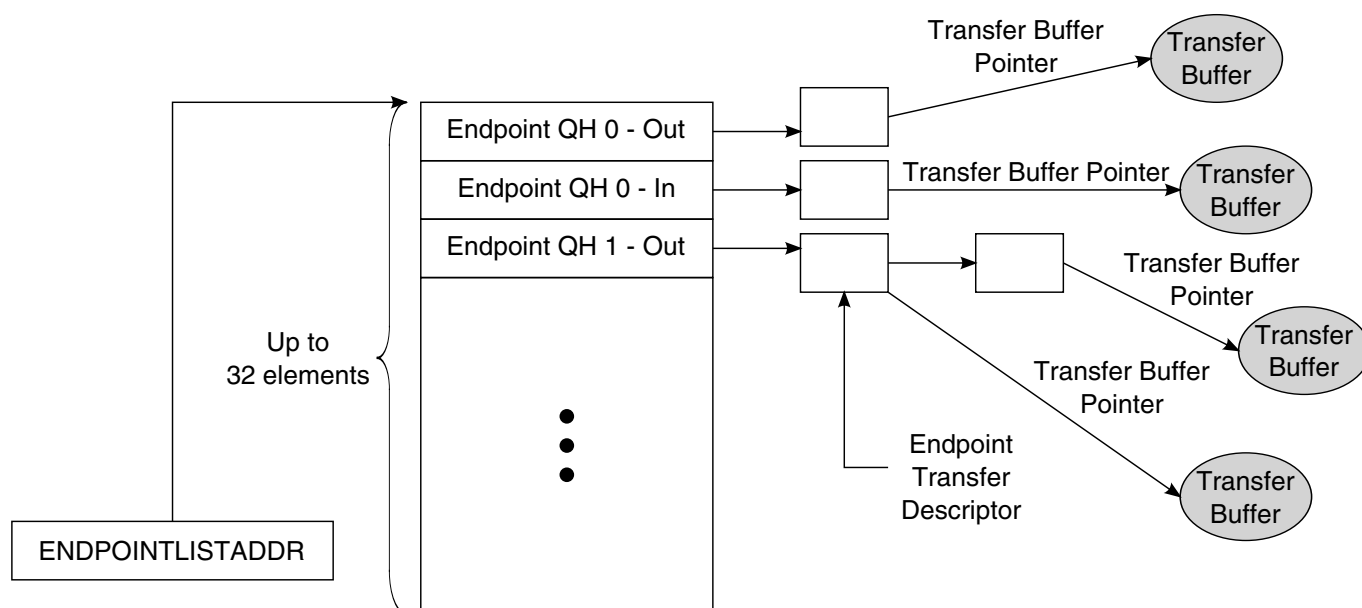 Transfer Buffer
Pointer
Transfer
Buffer
Endpoint QH 0 - Out
Endpoint QH 0 - In
Transfer Buffer Pointer
Transfer
Buffer
Endpoint QH 1 - Out
Transfer Buffer
Pointer
Transfer
Buffer
Up to
32 elements
Transfer Buffer
Pointer
Endpoint
Transfer
Descriptor
Transfer
Buffer
ENDPOINTLISTADDR